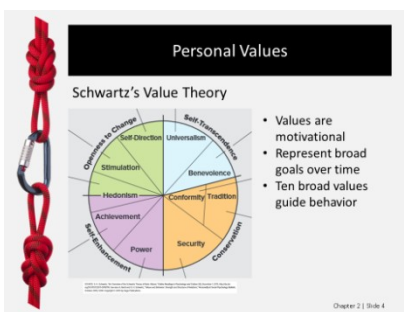 Personal Values
Schwartz's Value Theory
• Values are
motivational
• Represent broad
goals over time
• Ten broad values
guide behavior
Openness to Change
Self-Transcendence
Self-Direction
Universalism
Stimulation
Benevolence
Hedonism
Conformity
Tradition
Achievement
Self-Enhancement
Power
Security
Conservation
Chapter 2 | Slide 4